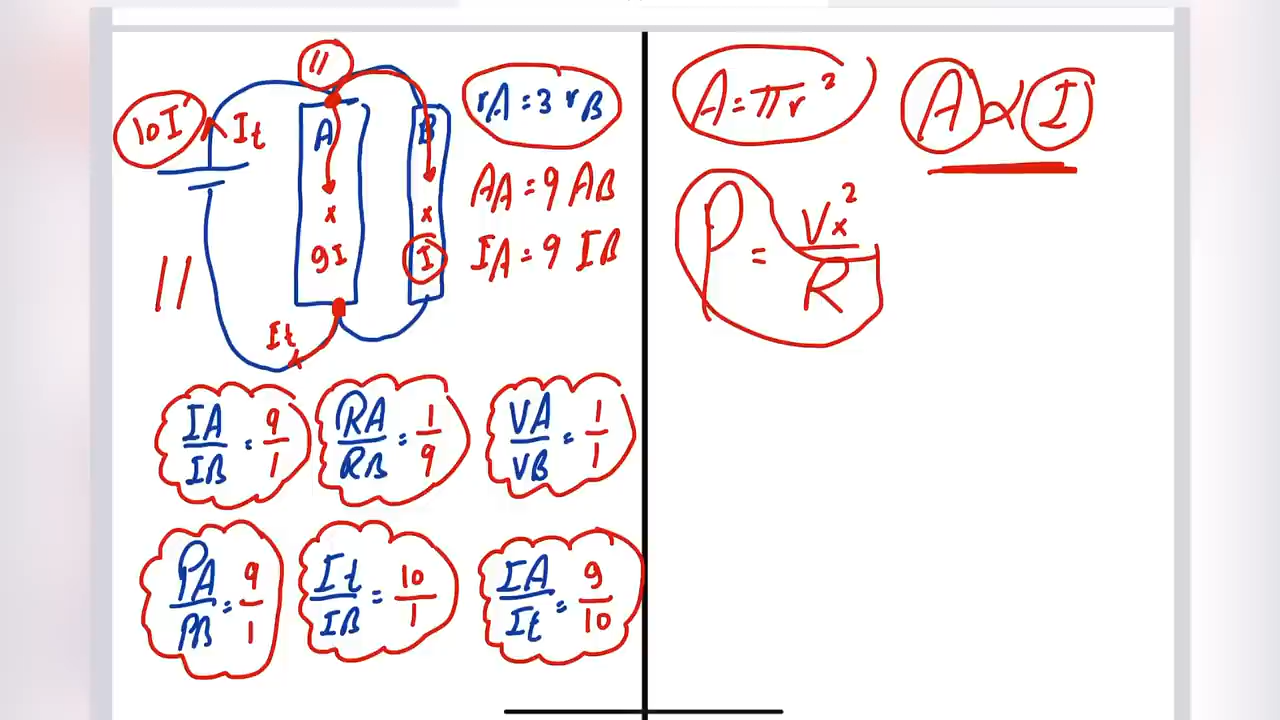 //
10I
It
A
B
x
x
9I
I
//
It
rA = 3 rB
AA = 9 AB
IA = 9 IB
IA/IB = 9/1
RA/RB = 1/9
VA/VB = 1/1
PA/PB = 9/1
It/IB = 10/1
IA/It = 9/10
A = πr²
A ∝ I
P = Vx²/R